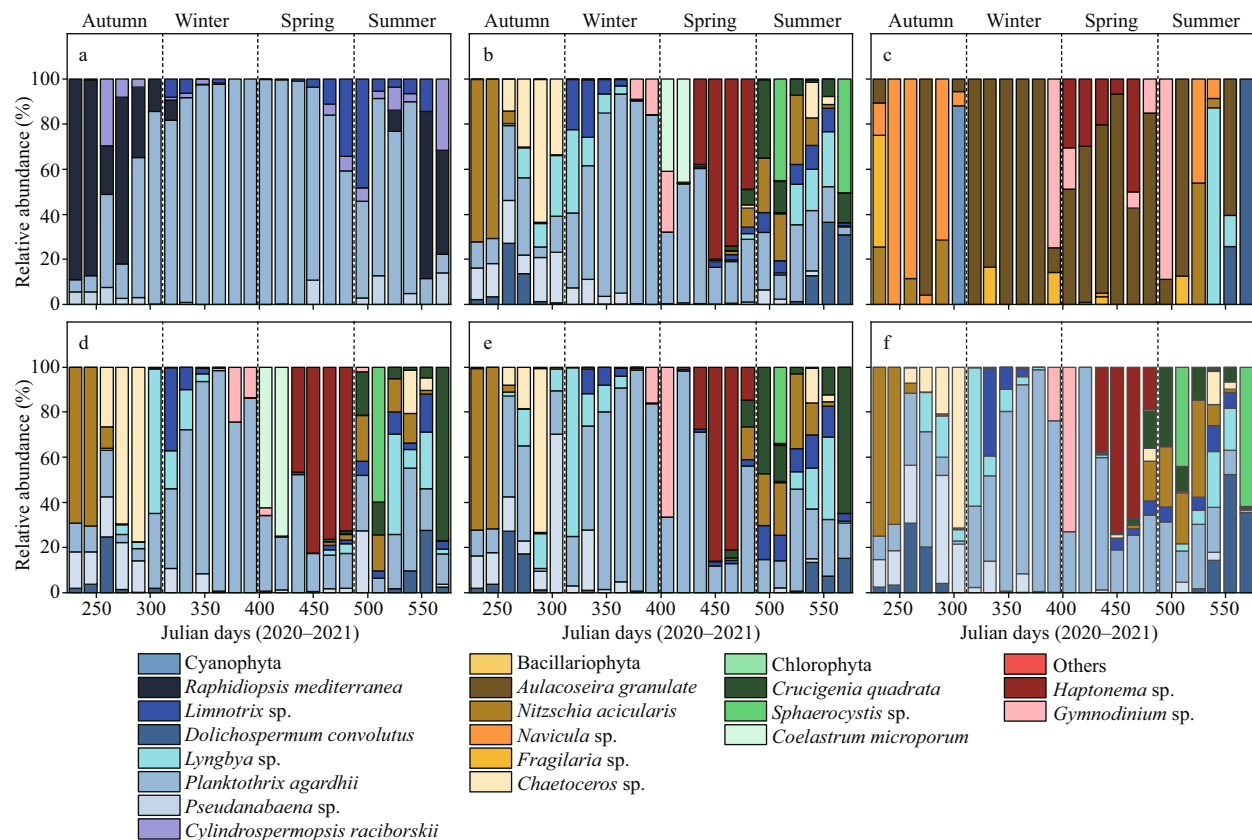 Autumn Winter Spring Summer Autumn Winter Spring Summer Autumn Winter Spring Summer
a b c
Relative abundance (%)
100
80
60
40
20
0
d e f
Relative abundance (%)
100
80
60
40
20
0
250 300 350 400 450 500 550 250 300 350 400 450 500 550 250 300 350 400 450 500 550
Julian days (2020–2021) Julian days (2020–2021) Julian days (2020–2021)
Cyanophyta Bacillariophyta Chlorophyta Others
Raphidiopsis mediterranea Aulacoseira granulate Crucigenia quadrata Haptonema sp.
Limnotrix sp. Nitzschia acicularis Sphaerocystis sp. Gymnodinium sp.
Dolichospermum convolutus Navicula sp. Coelastrum microporum
Lyngbya sp. Fragilaria sp.
Planktothrix agardhii Chaetoceros sp.
Pseudanabaena sp.
Cylindrospermopsis raciborskii